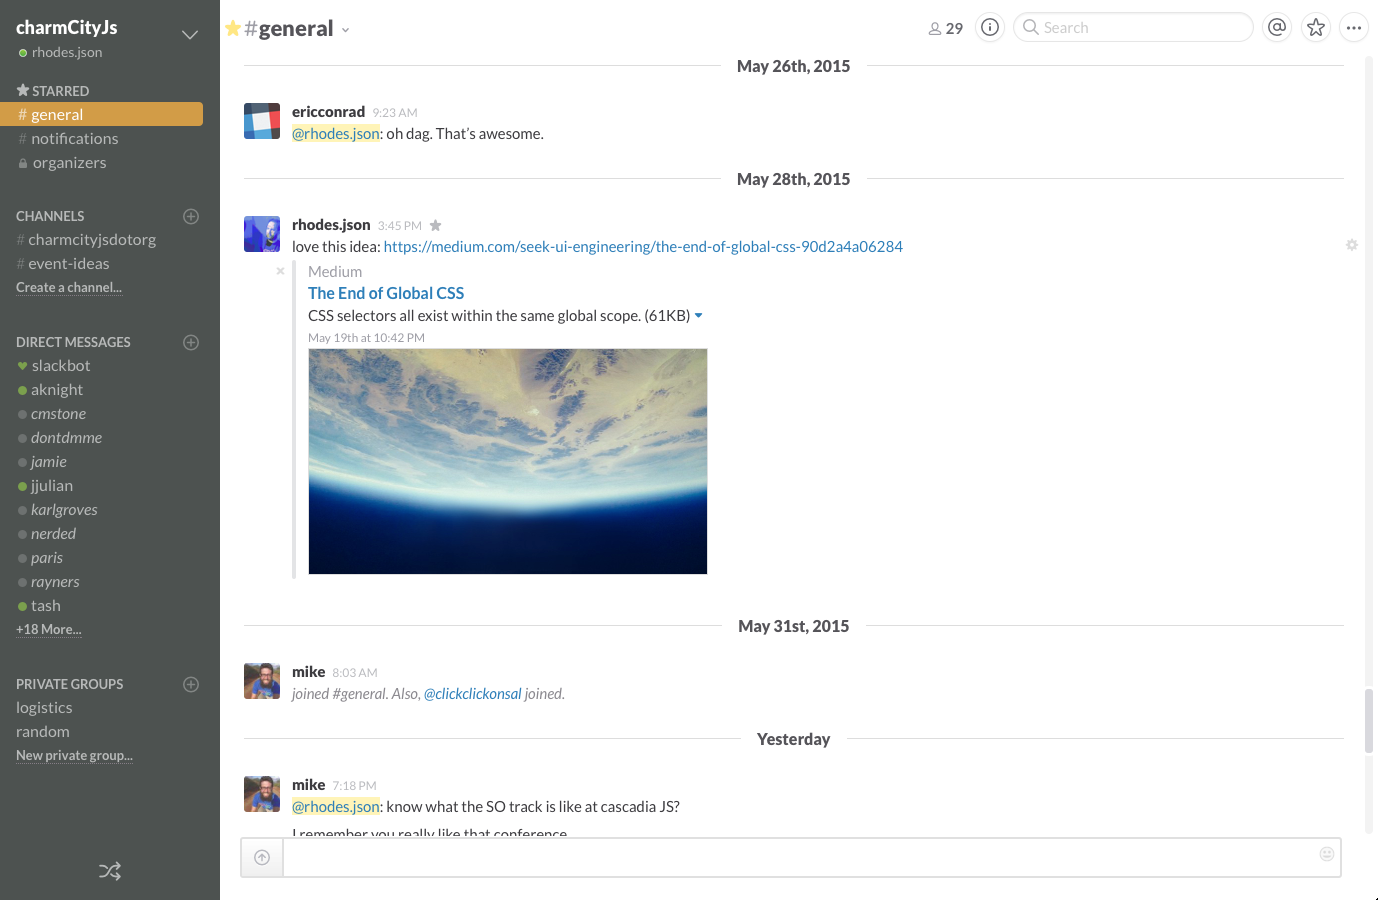 charmCityJs
rhodes.json
STARRED
# general
# notifications
organizers
CHANNELS
# charmcityjsdotorg
# event-ideas
Create a channel...
DIRECT MESSAGES
slackbot
aknight
cmstone
dontdmme
jamie
jjulian
karlgroves
nerded
paris
rayners
tash
+18 More...
PRIVATE GROUPS
logistics
random
New private group...
#general
29
Search
May 26th, 2015
ericconrad 9:23 AM
@rhodes.json: oh dag. That’s awesome.
May 28th, 2015
rhodes.json 3:45 PM
love this idea: https://medium.com/seek-ui-engineering/the-end-of-global-css-90d2a4a06284
Medium
The End of Global CSS
CSS selectors all exist within the same global scope. (61KB)
May 19th at 10:42 PM
May 31st, 2015
mike 8:03 AM
joined #general. Also, @clickclickonsal joined.
Yesterday
mike 7:18 PM
@rhodes.json: know what the SO track is like at cascadia JS?
I remember you really like that conference